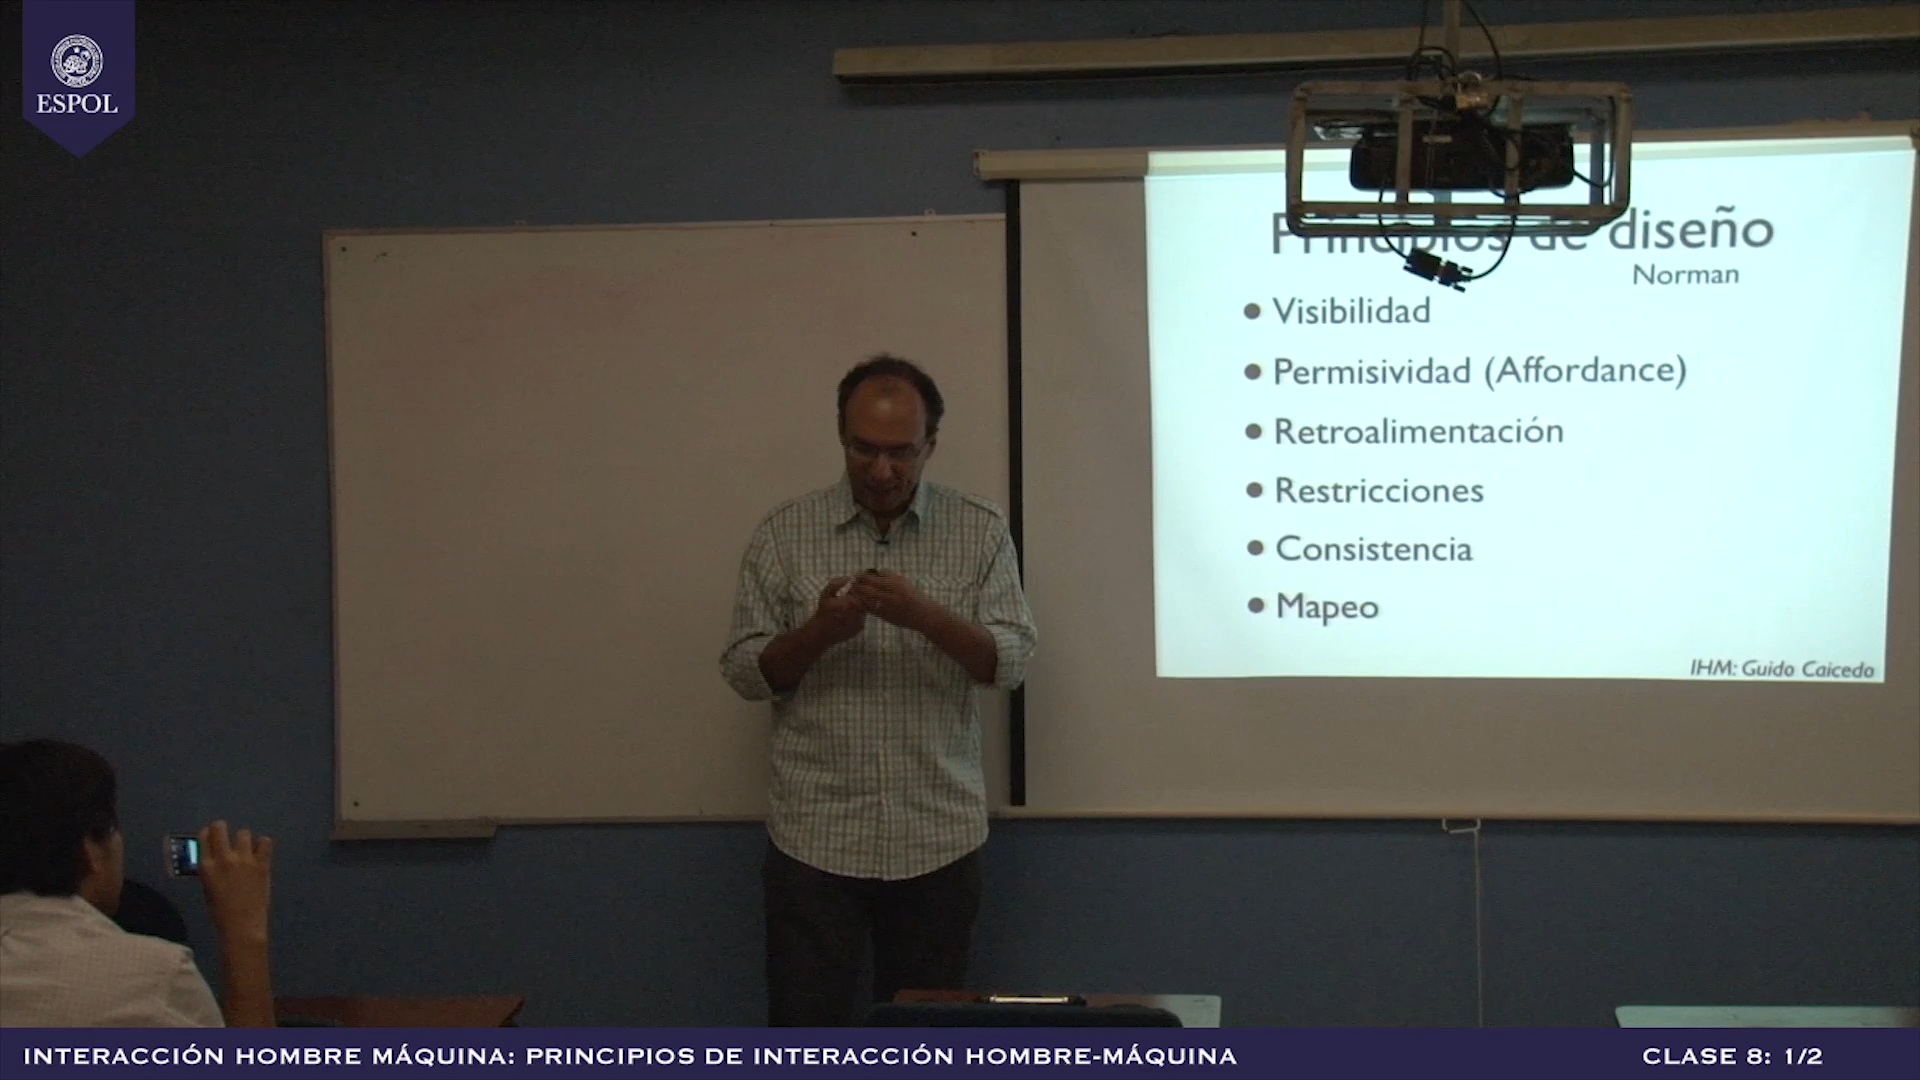 ESPOL
Principios de diseño
Norman
• Visibilidad
• Permisividad (Affordance)
• Retroalimentación
• Restricciones
• Consistencia
• Mapeo
IHM: Guido Caicedo
INTERACCIÓN HOMBRE MÁQUINA: PRINCIPIOS DE INTERACCIÓN HOMBRE-MÁQUINA
CLASE 8: 1/2